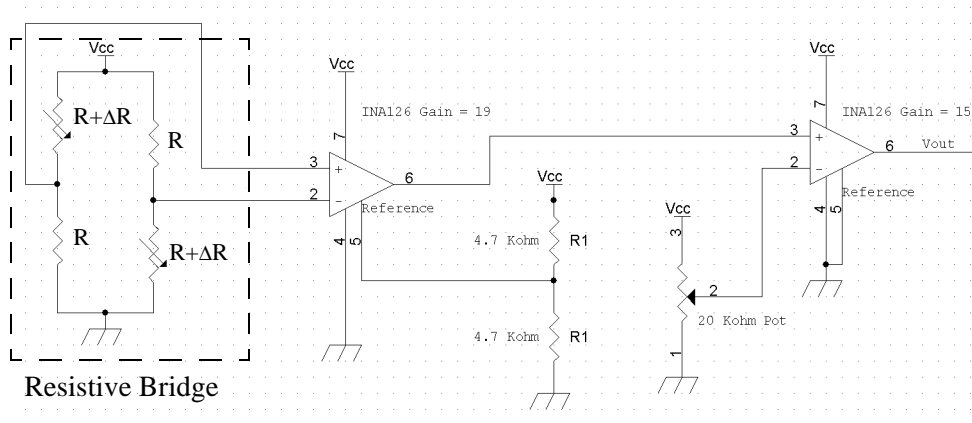 Vcc
R+ΔR
R
R
R+ΔR
Resistive Bridge
Vcc
7
INA126 Gain = 19
3
+
2
-
6
Reference
4
5
Vcc
4.7 Kohm
R1
4.7 Kohm
R1
Vcc
3
2
20 Kohm Pot
1
Vcc
7
INA126 Gain = 15
3
+
2
-
6
Vout
Reference
4
5